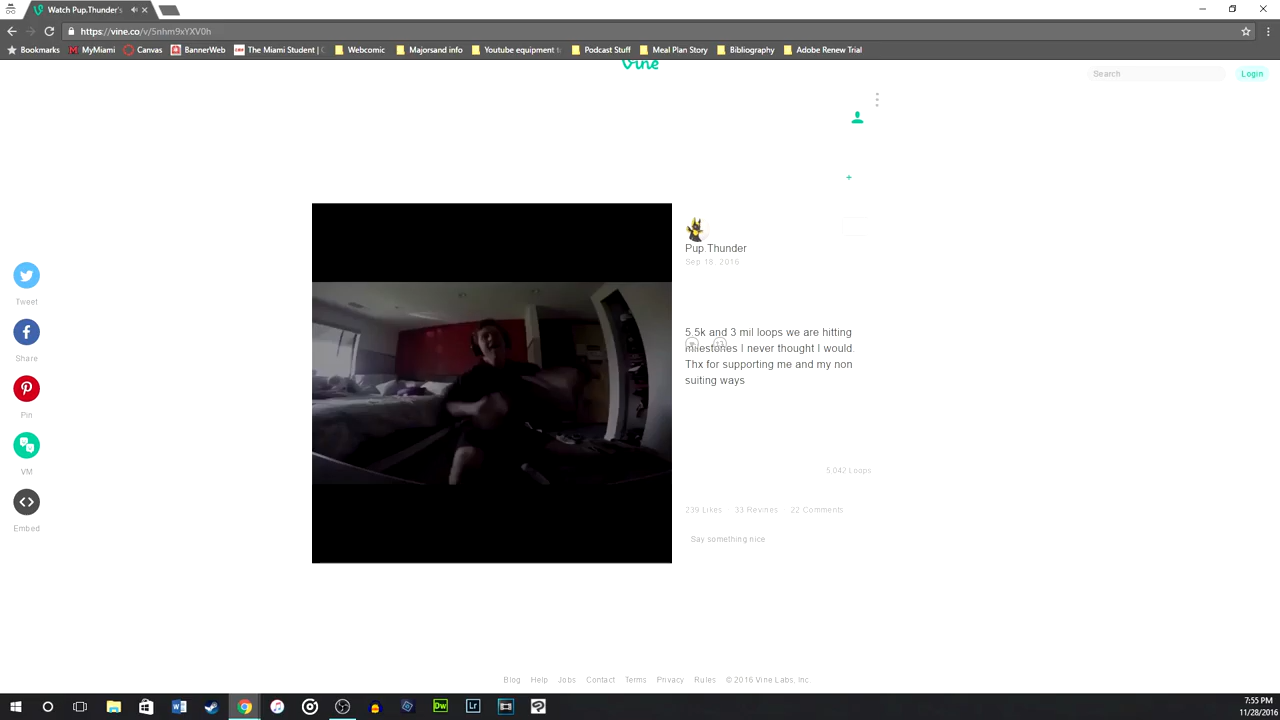 Watch Pup.Thunder's
https://vine.co/v/5nhm9xYXV0h
Bookmarks MyMiami Canvas BannerWeb The Miami Student | C Webcomic Majorsand info Youtube equipment t Podcast Stuff Meal Plan Story Bibliography Adobe Renew Trial
Vine
Search Login
Pup.Thunder
Sep 18, 2016
5.5k and 3 mil loops we are hitting
milestones I never thought I would.
Thx for supporting me and my non
suiting ways
Tweet
Share
Pin
VM
Embed
5,042 Loops
239 Likes · 33 Revines 22 Comments
Say something nice
Blog Help Jobs Contact Terms Privacy Rules © 2016 Vine Labs, Inc.
Dw Lr
7:55 PM
11/28/2016